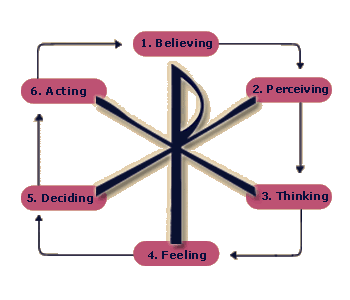 1. Believing
2. Perceiving
3. Thinking
4. Feeling
5. Deciding
6. Acting